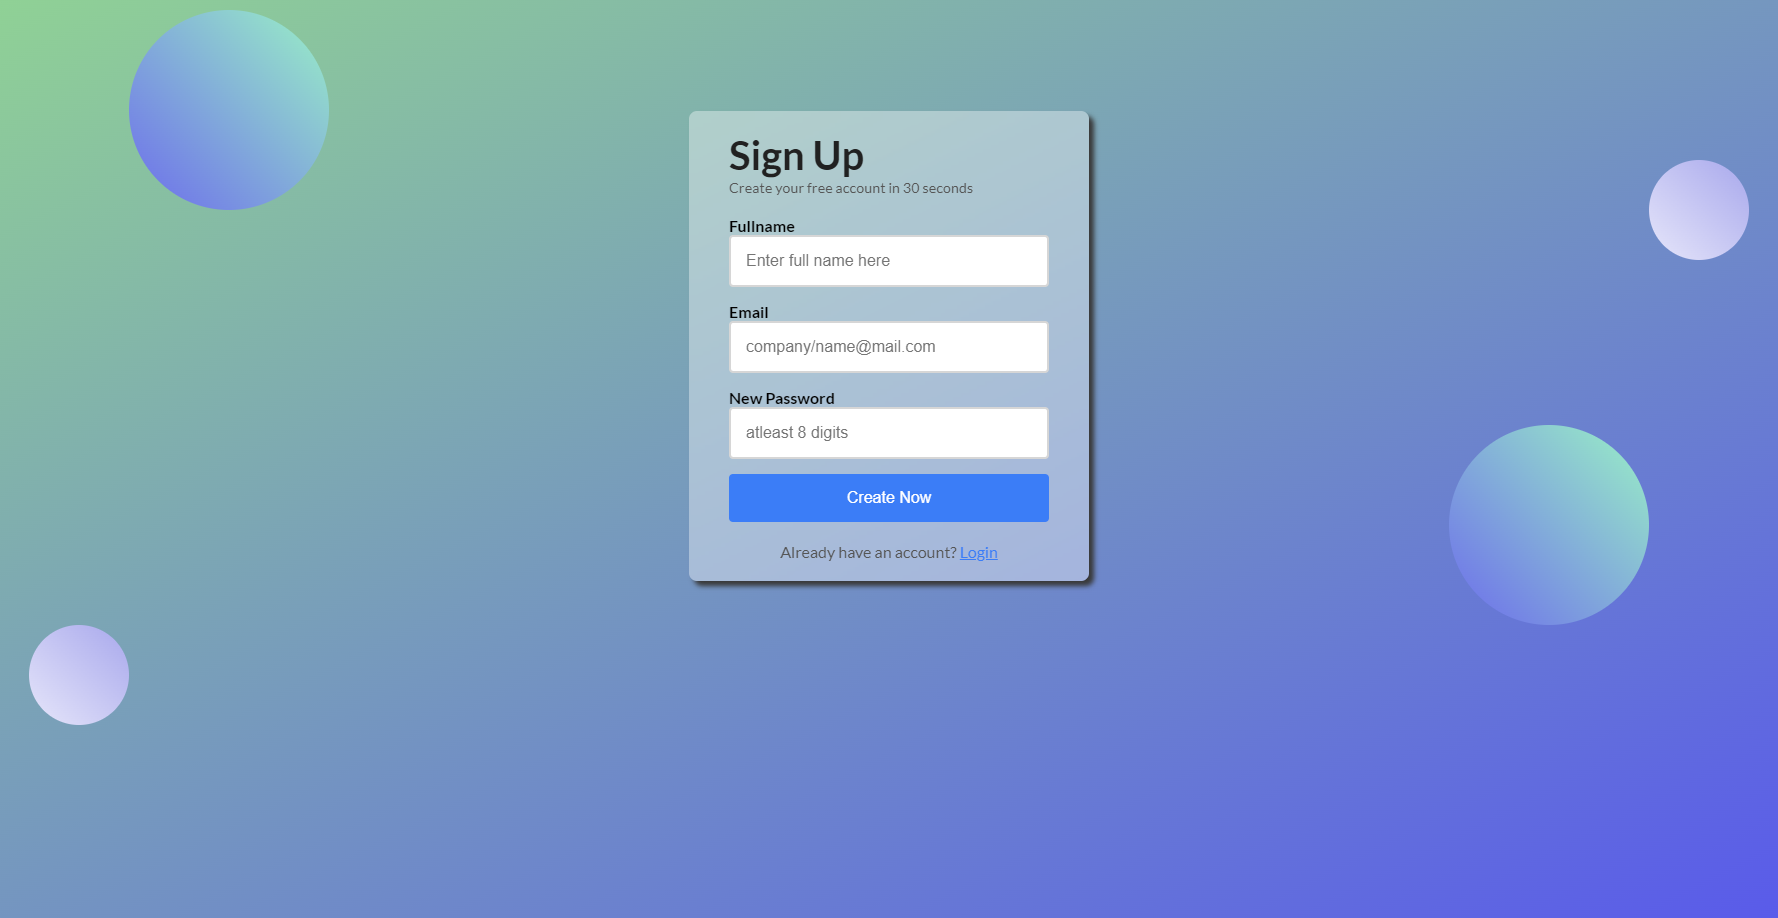 Sign Up
Create your free account in 30 seconds
Fullname
Enter full name here
Email
company/name@mail.com
New Password
atleast 8 digits
Create Now
Already have an account? Login